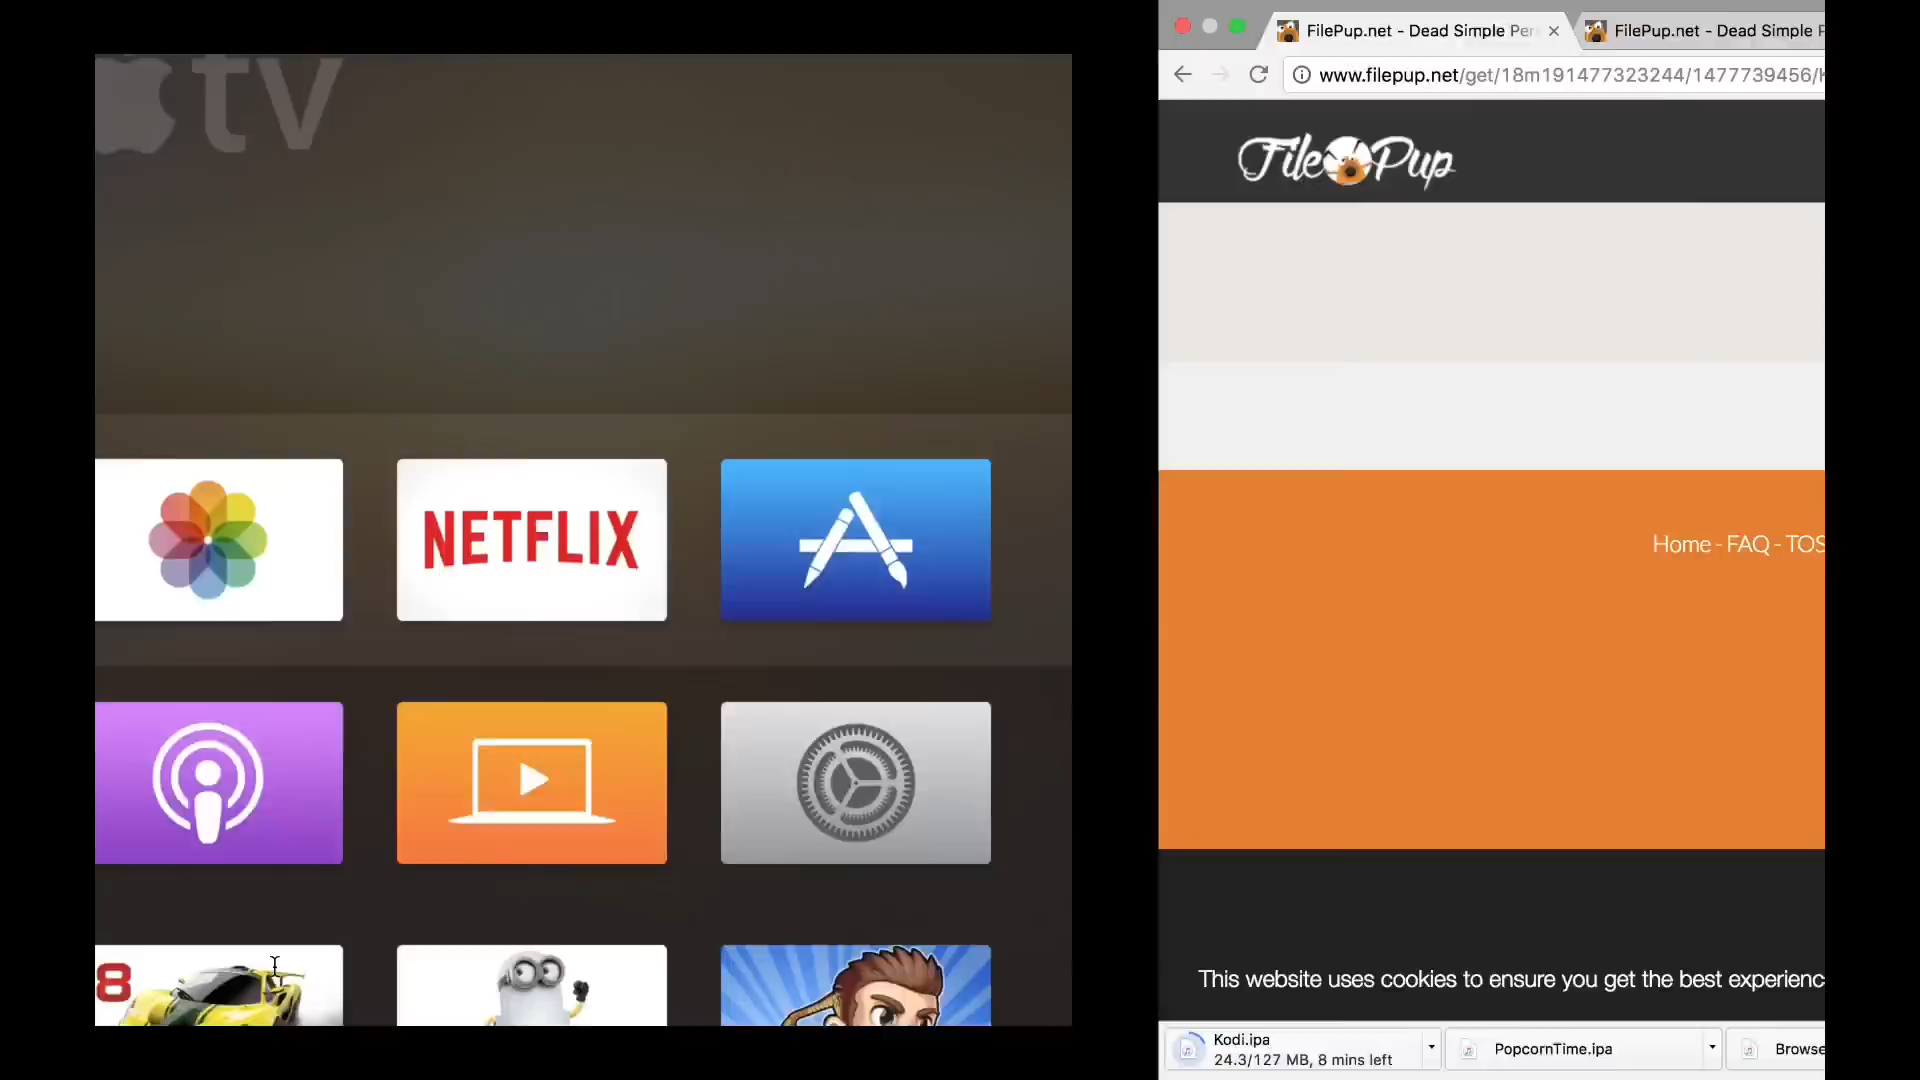 tv
NETFLIX
8
FilePup.net - Dead Simple Per
FilePup.net - Dead Simple P
www.filepup.net/get/18m191477323244/1477739456/
File Pup
Home - FAQ - TOS
This website uses cookies to ensure you get the best experienc
Kodi.ipa
24.3/127 MB, 8 mins left
PopcornTime.ipa
Browse